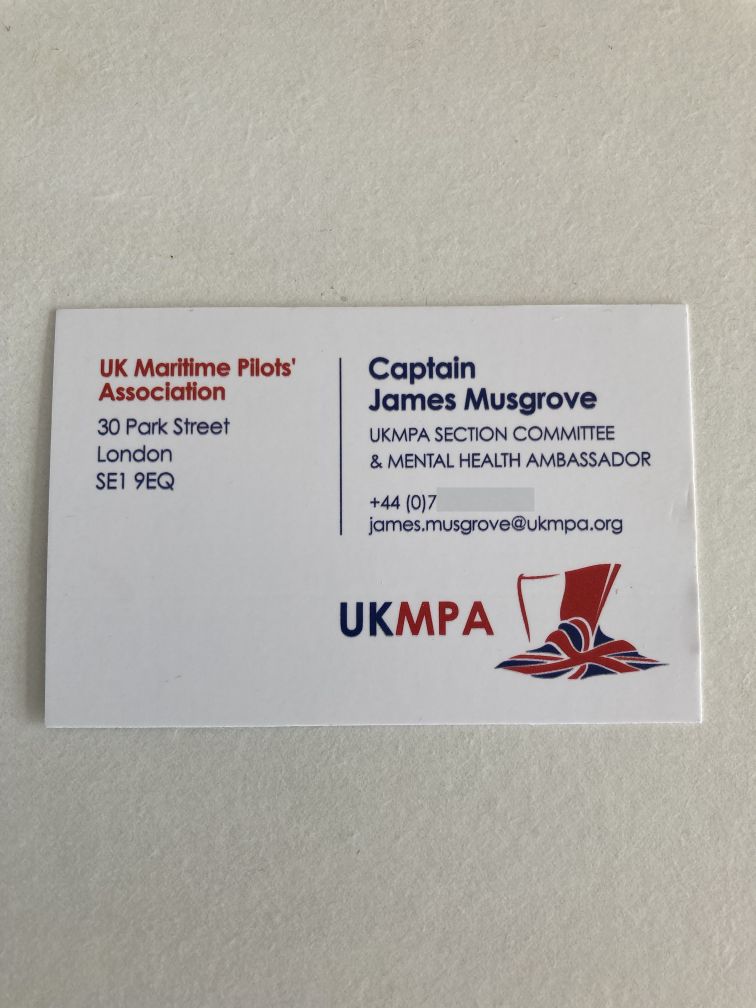 UK Maritime Pilots'
Association
30 Park Street
London
SE1 9EQ
Captain
James Musgrove
UKMPA SECTION COMMITTEE
& MENTAL HEALTH AMBASSADOR
+44 (0)7
james.musgrove@ukmpa.org
UKMPA